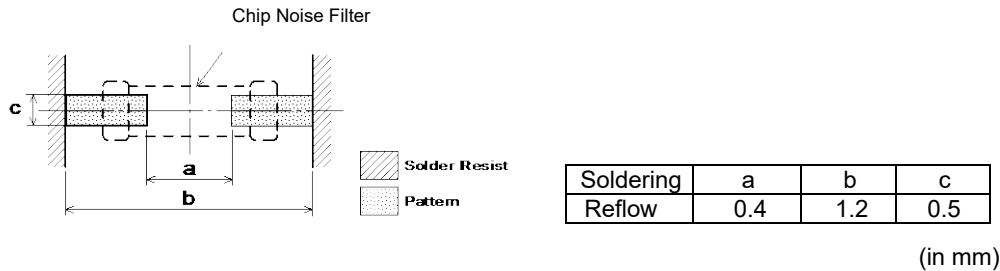 Chip Noise Filter
c
a
b
Solder Resist
Pattern
Soldering a b c
Reflow 0.4 1.2 0.5
(in mm)